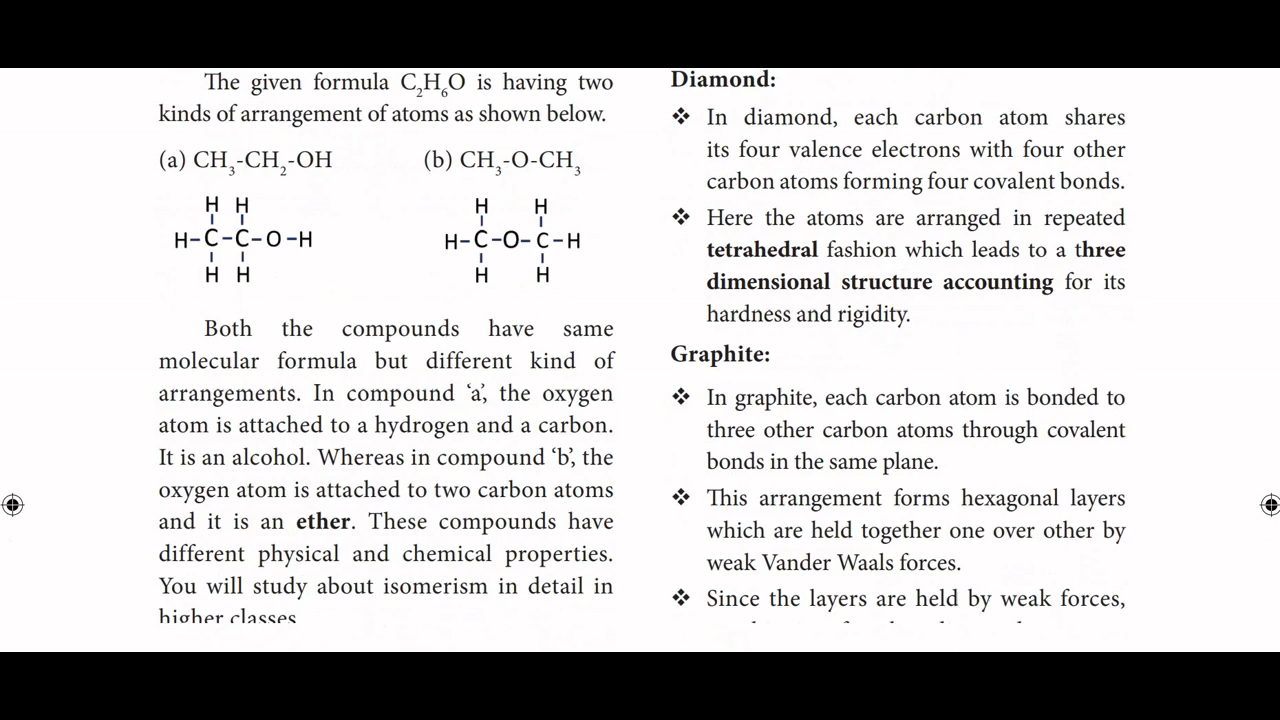 The given formula C₂H₆O is having two
kinds of arrangement of atoms as shown below.
(a) CH₃-CH₂-OH (b) CH₃-O-CH₃
H H
H-C-C-O-H
H H
H H
H-C-O-C-H
H H
Both the compounds have same
molecular formula but different kind of
arrangements. In compound ‘a’, the oxygen
atom is attached to a hydrogen and a carbon.
It is an alcohol. Whereas in compound ‘b’, the
oxygen atom is attached to two carbon atoms
and it is an ether. These compounds have
different physical and chemical properties.
You will study about isomerism in detail in
higher classes
Diamond:
❖ In diamond, each carbon atom shares
its four valence electrons with four other
carbon atoms forming four covalent bonds.
❖ Here the atoms are arranged in repeated
tetrahedral fashion which leads to a three
dimensional structure accounting for its
hardness and rigidity.
Graphite:
❖ In graphite, each carbon atom is bonded to
three other carbon atoms through covalent
bonds in the same plane.
❖ This arrangement forms hexagonal layers
which are held together one over other by
weak Vander Waals forces.
❖ Since the layers are held by weak forces,